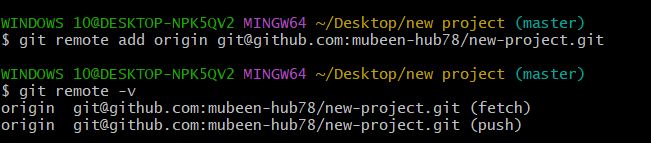 WINDOWS 10@DESKTOP-NPK5QV2 MINGW64 ~/Desktop/new project (master)
$ git remote add origin git@github.com:mubeen-hub78/new-project.git
WINDOWS 10@DESKTOP-NPK5QV2 MINGW64 ~/Desktop/new project (master)
$ git remote -v
origin  git@github.com:mubeen-hub78/new-project.git (fetch)
origin  git@github.com:mubeen-hub78/new-project.git (push)